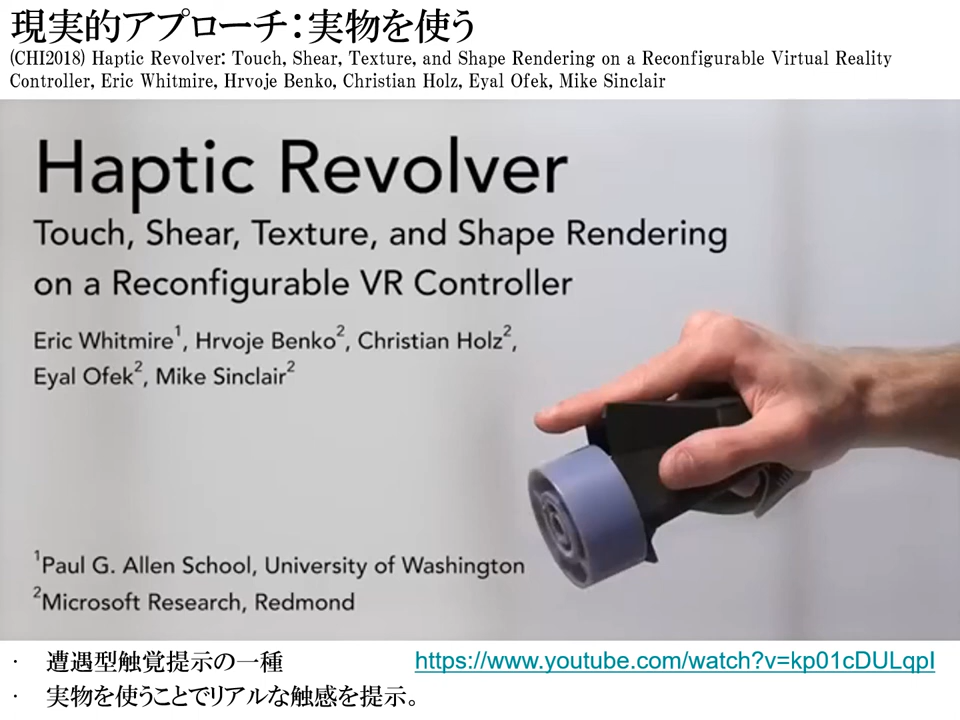 現実的アプローチ：実物を使う
(CHI2018) Haptic Revolver: Touch, Shear, Texture, and Shape Rendering on a Reconfigurable Virtual Reality
Controller, Eric Whitmire, Hrvoje Benko, Christian Holz, Eyal Ofek, Mike Sinclair
Haptic Revolver
Touch, Shear, Texture, and Shape Rendering
on a Reconfigurable VR Controller
Eric Whitmire¹, Hrvoje Benko², Christian Holz²,
Eyal Ofek², Mike Sinclair²
¹Paul G. Allen School, University of Washington
²Microsoft Research, Redmond
· 遭遇型触覚提示の一種
https://www.youtube.com/watch?v=kp01cDULqpI
· 実物を使うことでリアルな触感を提示。